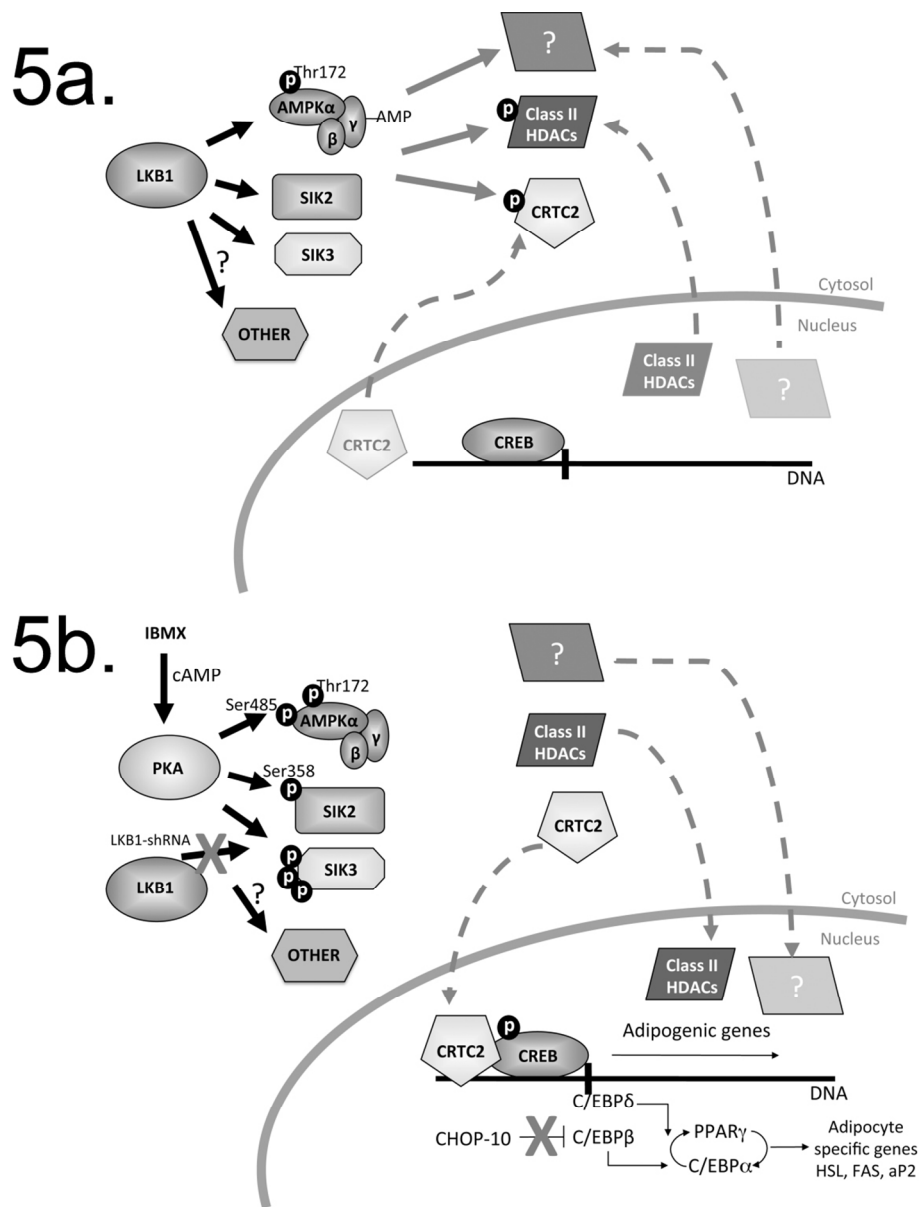 5a.
?
P
Thr172
AMPKα
β
γ
AMP
P
Class II
HDACs
LKB1
SIK2
P
CRTC2
SIK3
?
OTHER
Cytosol
Nucleus
Class II
HDACs
?
CRTC2
CREB
DNA
5b.
IBMX
cAMP
?
Thr172
Ser485
P
P
AMPKα
β
γ
Class II
HDACs
PKA
Ser358
P
SIK2
CRTC2
LKB1-shRNA
X
LKB1
P
P
P
SIK3
?
OTHER
Cytosol
Nucleus
Class II
HDACs
?
P
CRTC2
CREB
Adipogenic genes
DNA
C/EBPδ
CHOP-10
X
C/EBPβ
PPARγ
C/EBPα
Adipocyte
specific genes
HSL, FAS, aP2